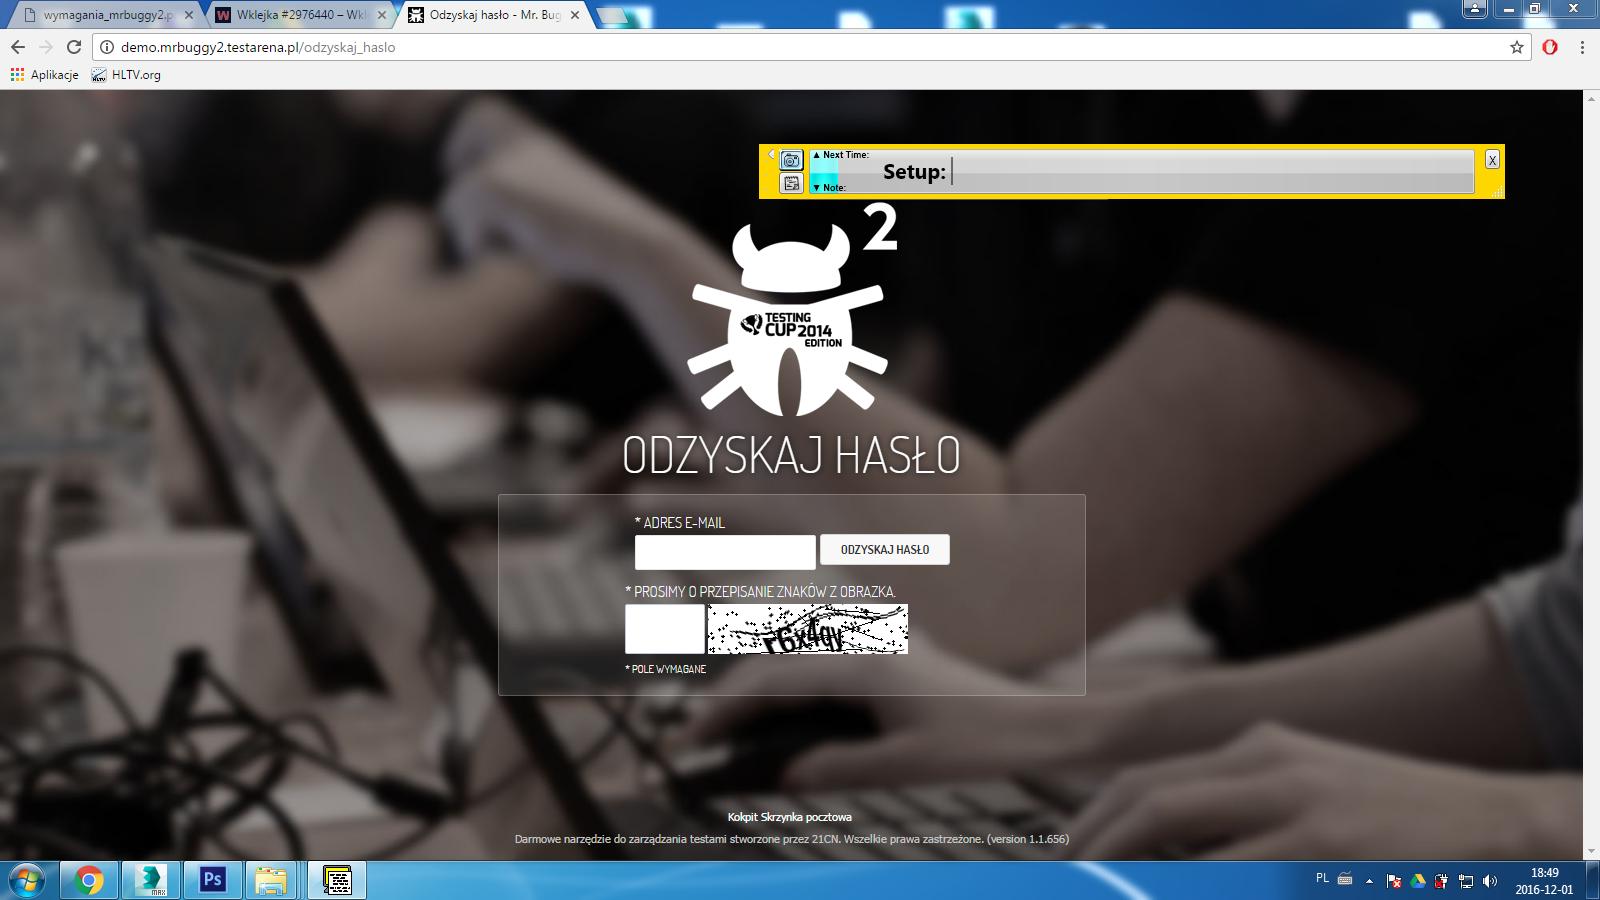 wymagania_mrbuggy2.p
Wklejka #2976440 – Wkl
Odzyskaj hasło - Mr. Bug
demo.mrbuggy2.testarena.pl/odzyskaj_haslo
Aplikacje
HLTV.org
▲ Next Time:
Setup:
▼ Note:
X
2
TESTING
CUP 2014
EDITION
ODZYSKAJ HASŁO
* ADRES E-MAIL
ODZYSKAJ HASŁO
* PROSIMY O PRZEPISANIE ZNAKÓW Z OBRAZKA.
r6x4qy
* POLE WYMAGANE
Kokpit Skrzynka pocztowa
Darmowe narzędzie do zarządzania testami stworzone przez 21CN. Wszelkie prawa zastrzeżone. (version 1.1.656)
MAX
Ps
PL
18:49
2016-12-01